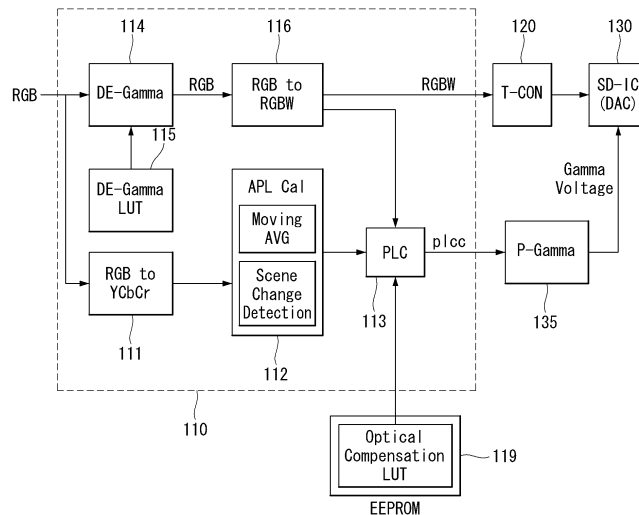 114
116
120
130
RGB
DE-Gamma
RGB
RGB to
RGBW
RGBW
T-CON
SD-IC
(DAC)
115
DE-Gamma
LUT
APL Cal
Moving
AVG
Scene
Change
Detection
Gamma
Voltage
PLC
plcc
P-Gamma
RGB to
YCbCr
111
112
113
135
110
Optical
Compensation
LUT
119
EEPROM